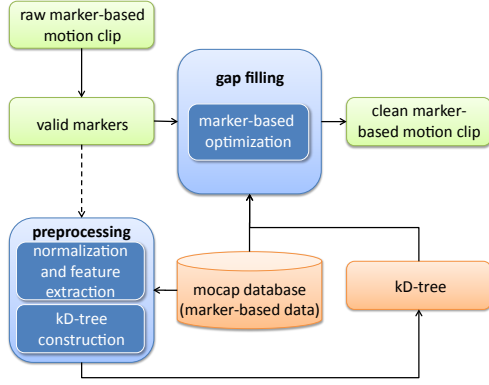 raw marker-based
motion clip
gap filling
marker-based
optimization
valid markers
clean marker-
based motion clip
preprocessing
normalization
and feature
extraction
kD-tree
construction
mocap database
(marker-based data)
kD-tree